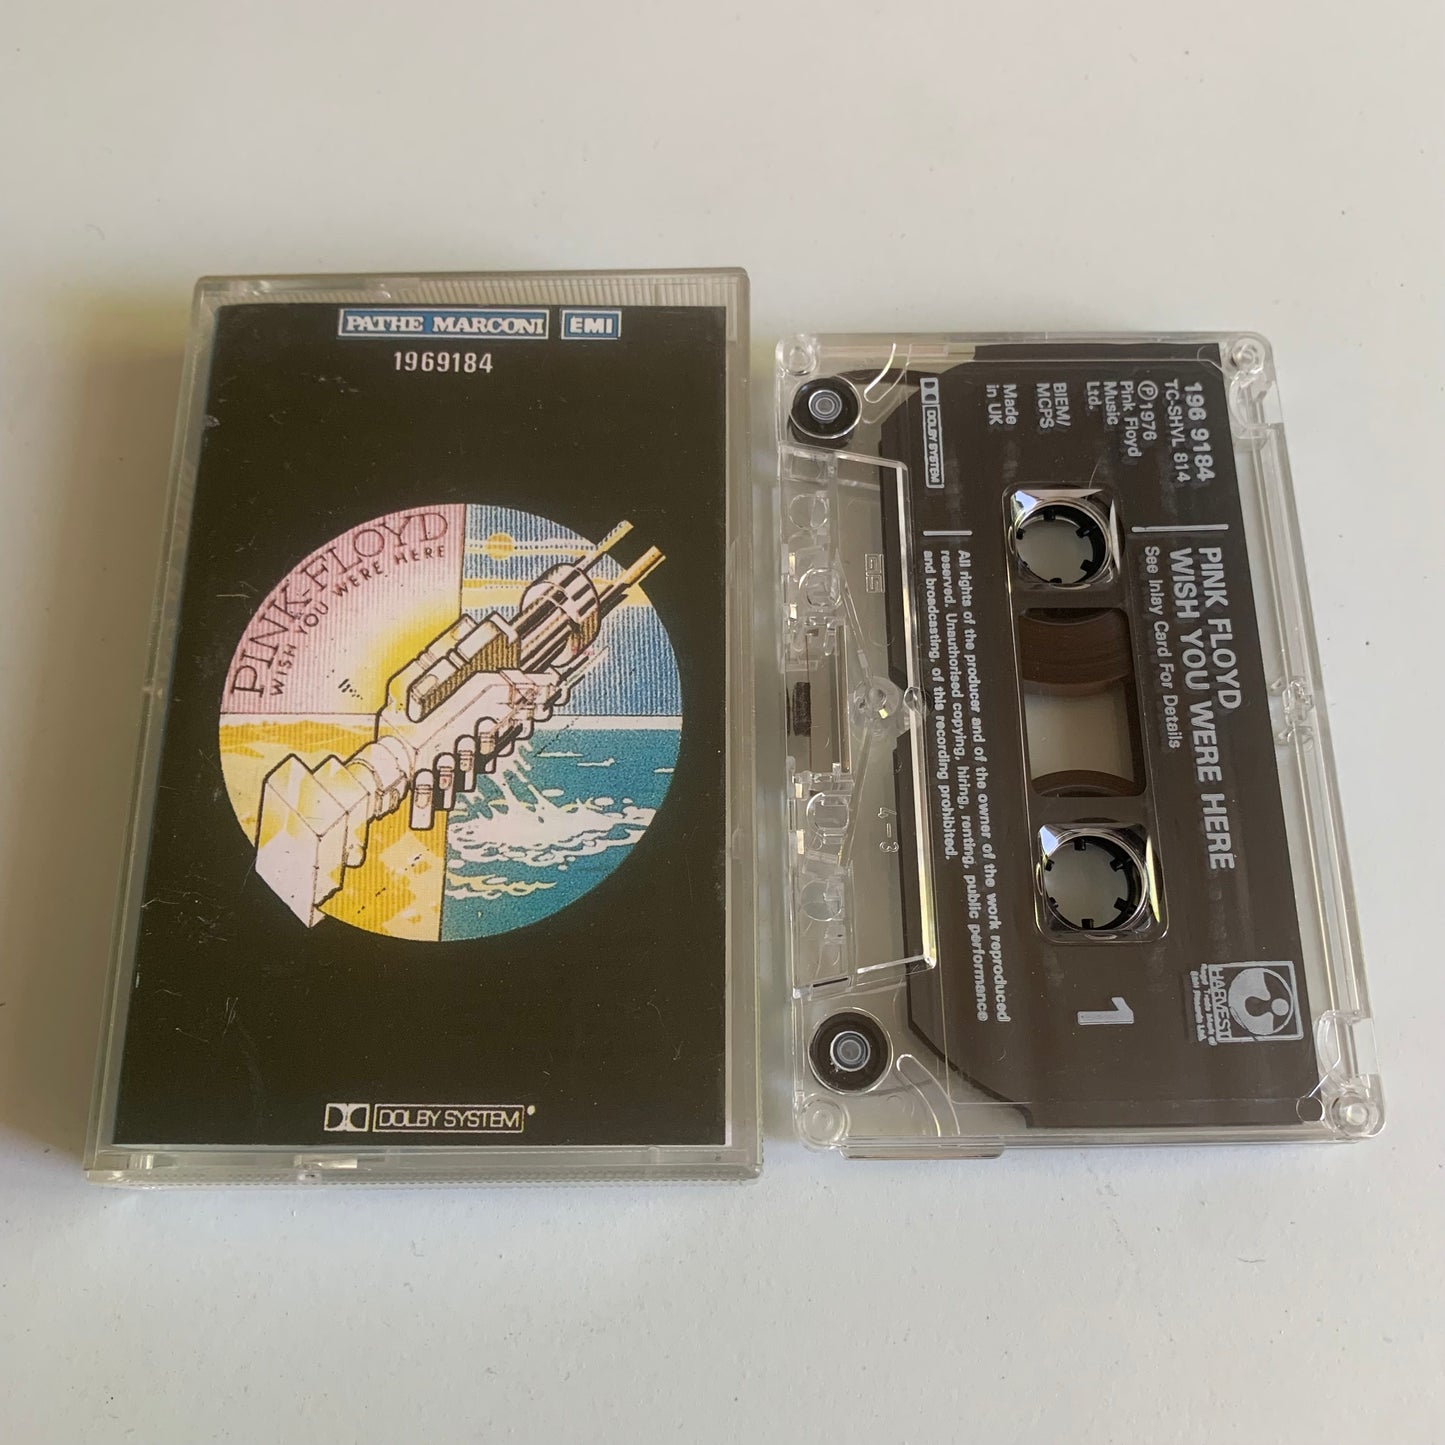 PATHE MARCONI EMI
1969184
PINK-FLOYD
WISH YOU WERE HERE
DOLBY SYSTEM
196 9184
TC-SHVL 814
Ⓟ1976
Pink Floyd
Music
Ltd.
BIEM/
MCPS
Made
in UK
DOLBY SYSTEM
PINK FLOYD
WISH YOU WERE HERE
See Inlay Card For Details
All rights of the producer and of the owner of the work reproduced
reserved. Unauthorised copying, hiring, renting, public performance
and broadcasting, of this recording prohibited.
1
HARVEST
4-3